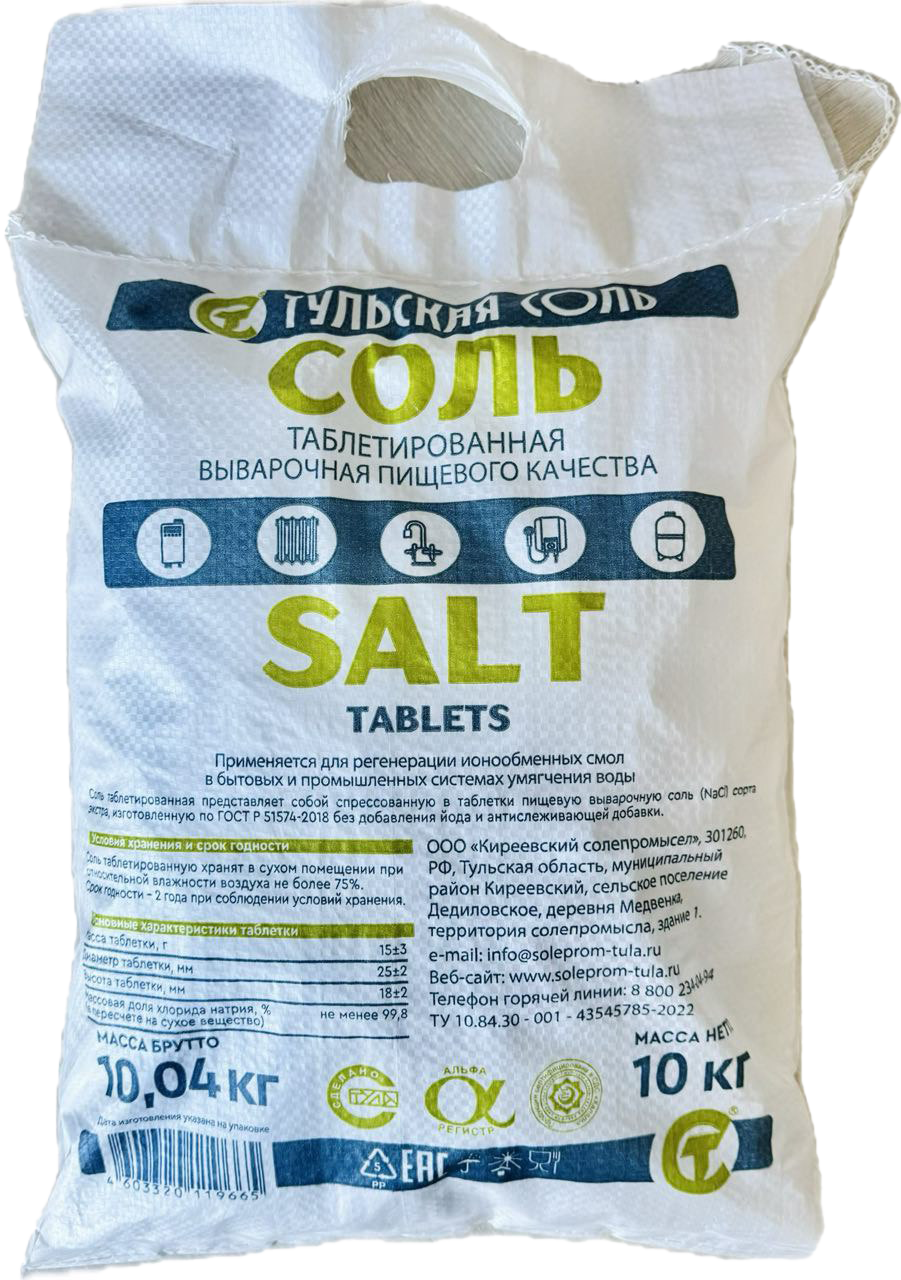 ТУЛЬСКАЯ СОЛЬ
СОЛЬ
ТАБЛЕТИРОВАННАЯ
ВЫВАРОЧНАЯ ПИЩЕВОГО КАЧЕСТВА
SALT
TABLETS
Применяется для регенерации ионообменных смол
в бытовых и промышленных системах умягчения воды
Соль таблетированная представляет собой спрессованную в таблетки пищевую выварочную соль (NaCl) сорта
экстра, изготовленную по ГОСТ Р 51574-2018 без добавления йода и антислеживающей добавки.
Условия хранения и срок годности
Соль таблетированную хранят в сухом помещении при
относительной влажности воздуха не более 75%.
Срок годности – 2 года при соблюдении условий хранения.
Основные характеристики таблетки
Масса таблетки, г 15±3
Диаметр таблетки, мм 25±2
Высота таблетки, мм 18±2
Массовая доля хлорида натрия, % не менее 99,8
(в пересчете на сухое вещество)
ООО «Киреевский солепромысел», 301260,
РФ, Тульская область, муниципальный
район Киреевский, сельское поселение
Дедиловское, деревня Медвенка,
территория солепромысла, здание 1.
e-mail: info@soleprom-tula.ru
Веб-сайт: www.soleprom-tula.ru
Телефон горячей линии: 8 800 234-04-94
ТУ 10.84.30 - 001 - 43545785-2022
МАССА БРУТТО
10,04 кг
МАССА НЕТТО
10 кг
СДЕЛАНО
ТУЛА
АЛЬФА
РЕГИСТР
Дата изготовления указана на упаковке
4 603320 119665
5
PP
EAC